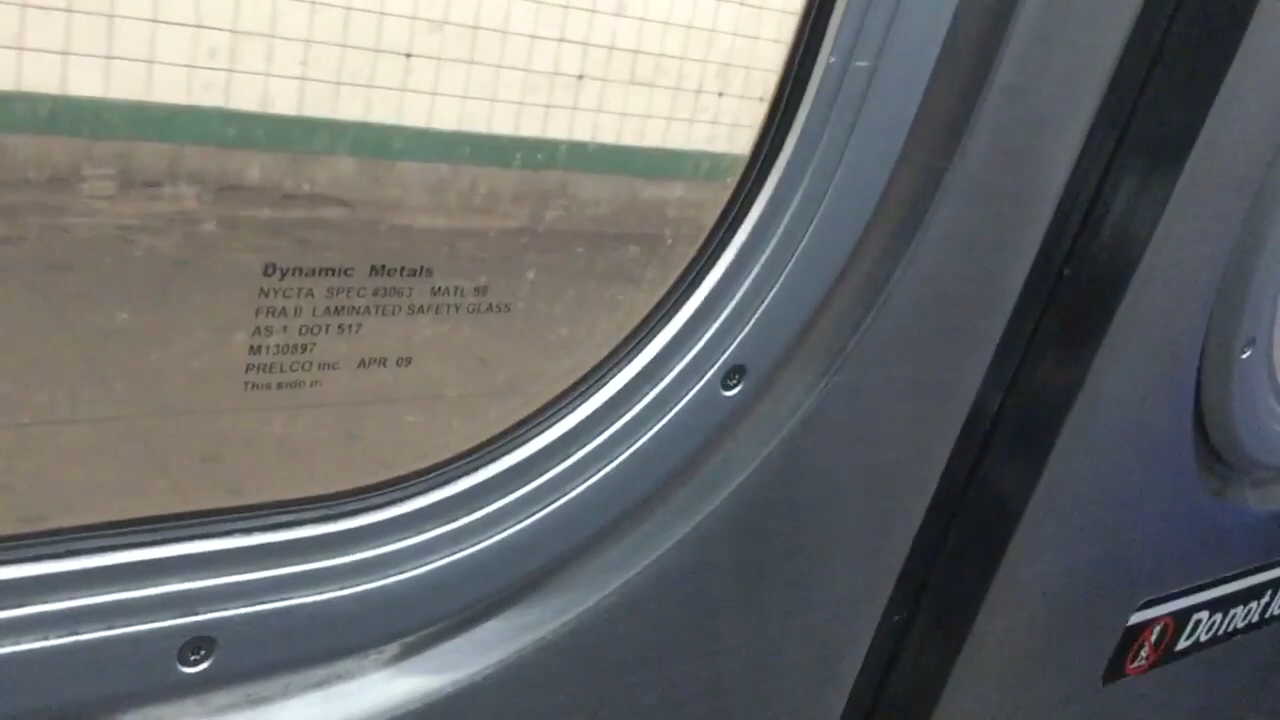 Dynamic Metals
NYCTA SPEC #3063 MATL 98
FRA II LAMINATED SAFETY GLASS
AS-1 DOT 517
M130897
PRELCO inc. APR 09
This side in
Do not